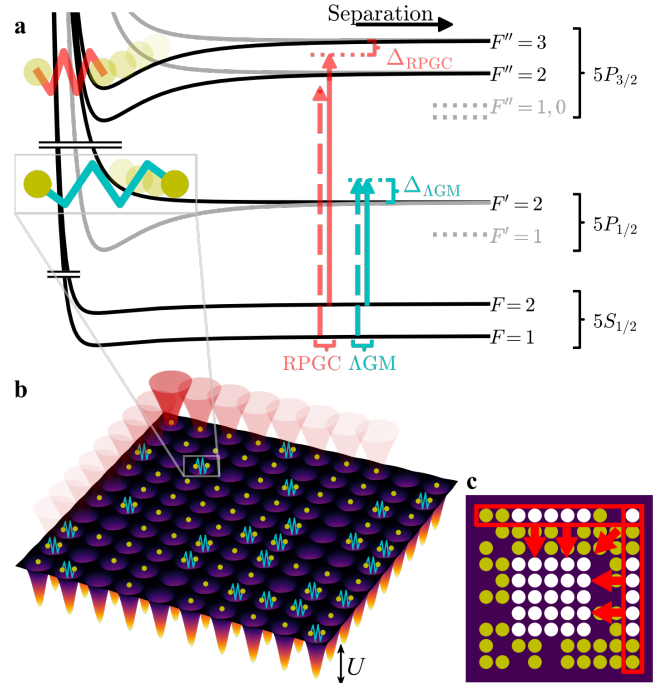 a
Separation
Δ_RPGC
F'' = 3
F'' = 2
F'' = 1, 0
5P_{3/2}
Δ_ΛGM
F' = 2
F' = 1
5P_{1/2}
F = 2
F = 1
5S_{1/2}
RPGC ΛGM
b
U
c